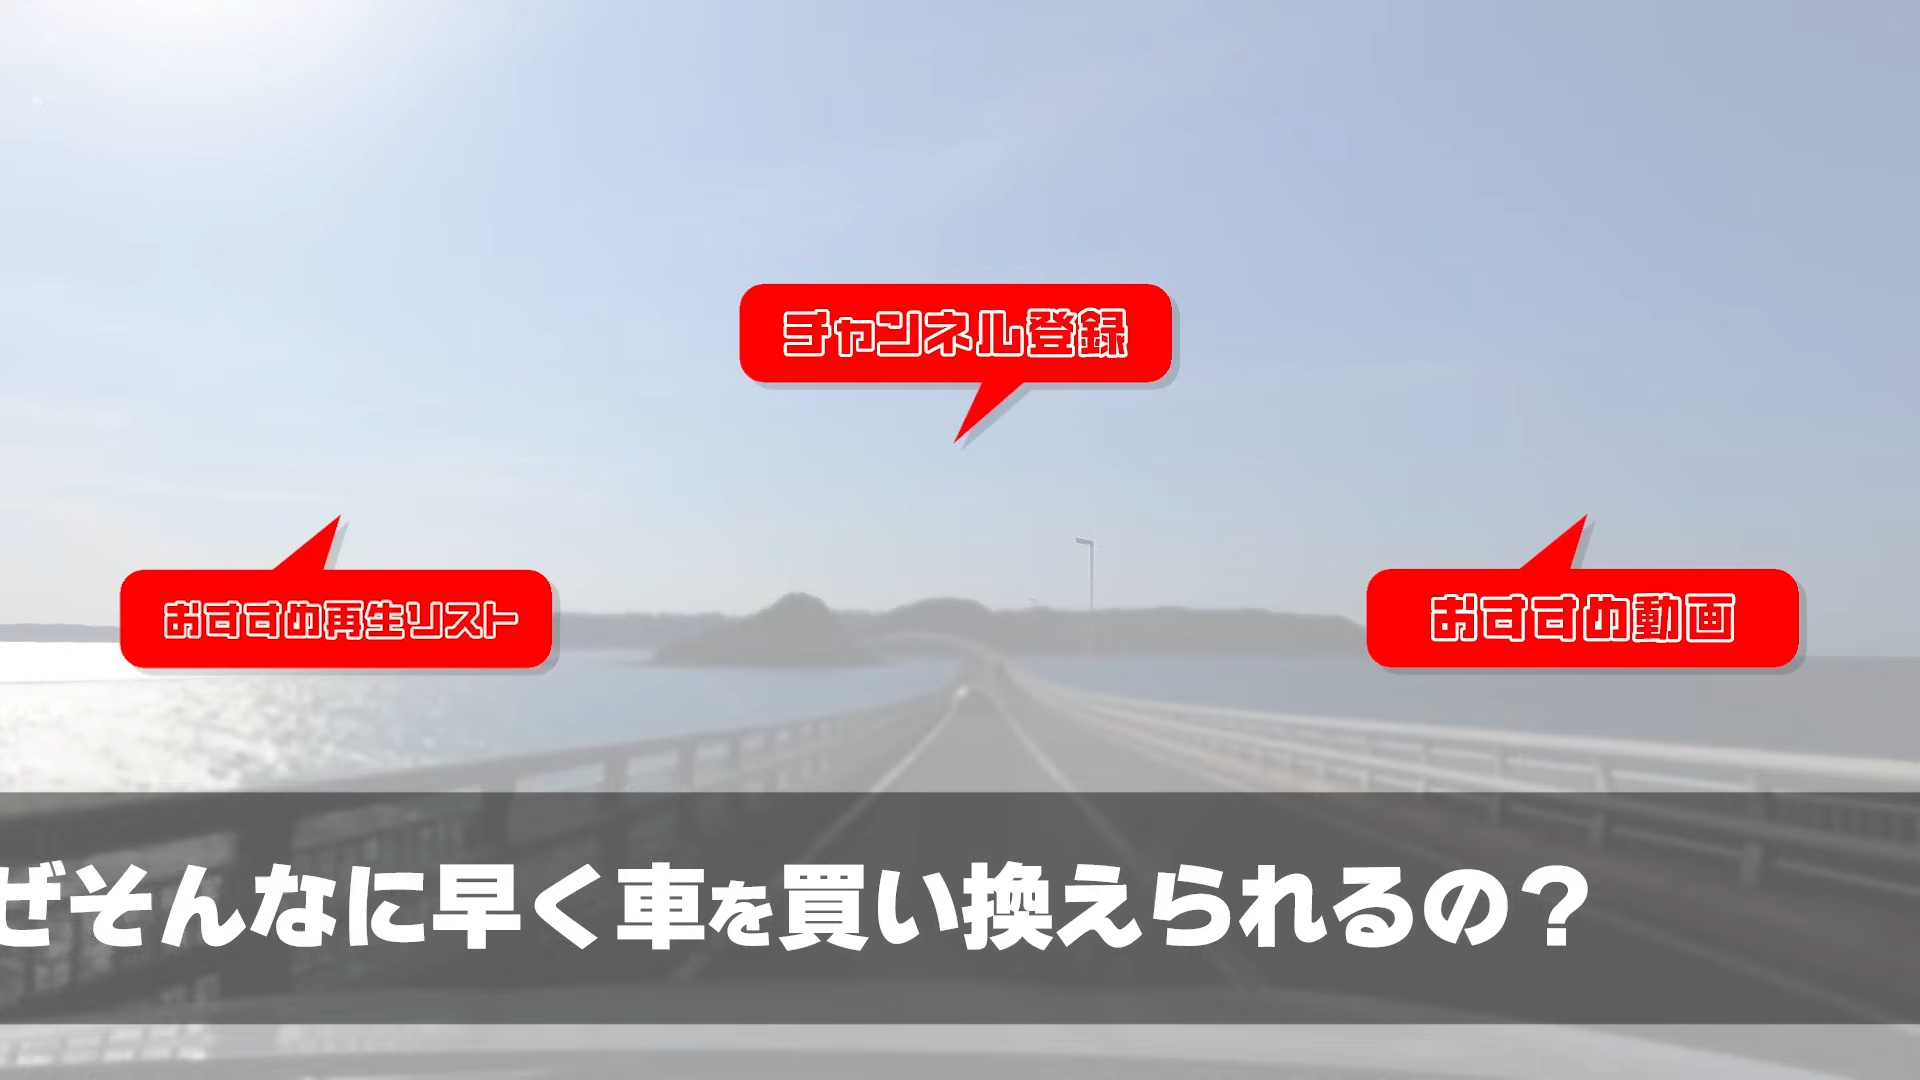 チャンネル登録
おすすめ再生リスト
おすすめ動画
ぜそんなに早く車を買い換えられるの？